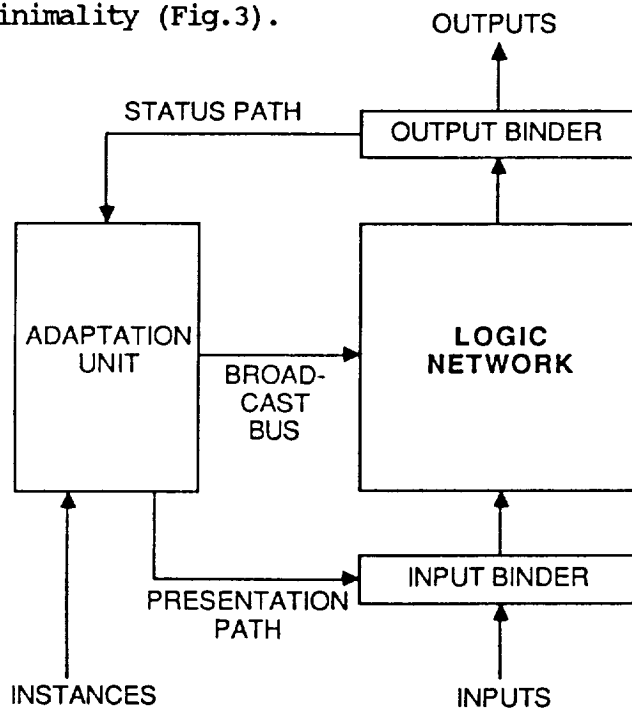 inimality (Fig.3).
OUTPUTS
STATUS PATH
OUTPUT BINDER
ADAPTATION
UNIT
LOGIC
NETWORK
BROAD-
CAST
BUS
INPUT BINDER
PRESENTATION
PATH
INSTANCES
INPUTS